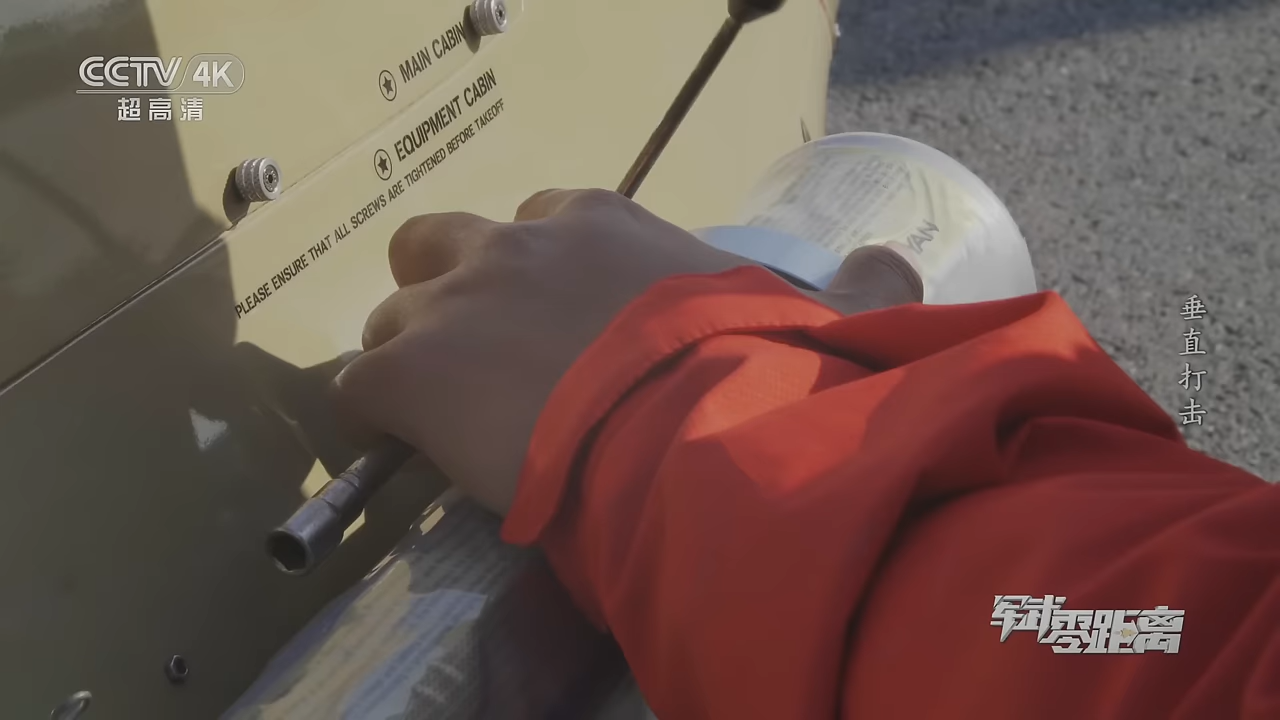 CCTV 4K
超高清
MAIN CABIN
EQUIPMENT CABIN
PLEASE ENSURE THAT ALL SCREWS ARE TIGHTENED BEFORE TAKEOFF
垂直打击
军武零距离